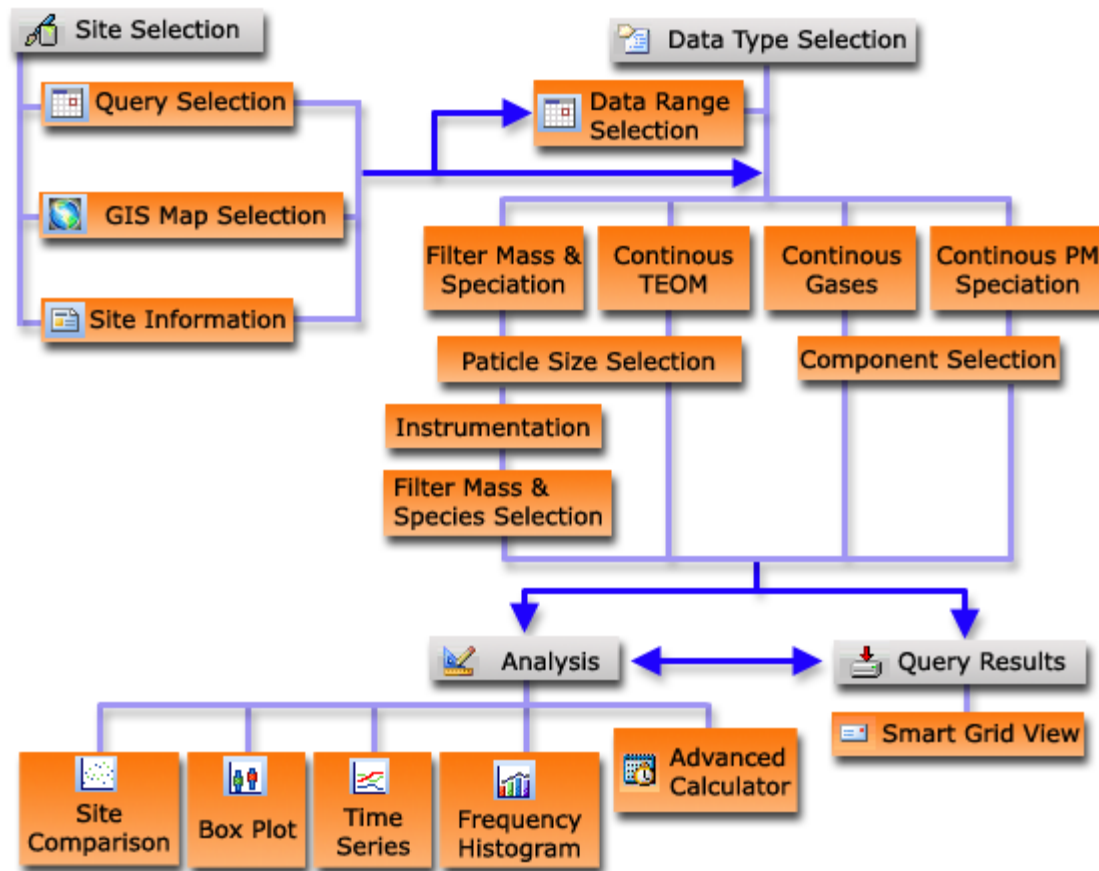 Site Selection
Data Type Selection
Query Selection
Data Range
Selection
GIS Map Selection
Site Information
Filter Mass &
Speciation
Continous
TEOM
Continous
Gases
Continous PM
Speciation
Paticle Size Selection
Component Selection
Instrumentation
Filter Mass &
Species Selection
Analysis
Query Results
Smart Grid View
Site
Comparison
Box Plot
Time
Series
Frequency
Histogram
Advanced
Calculator